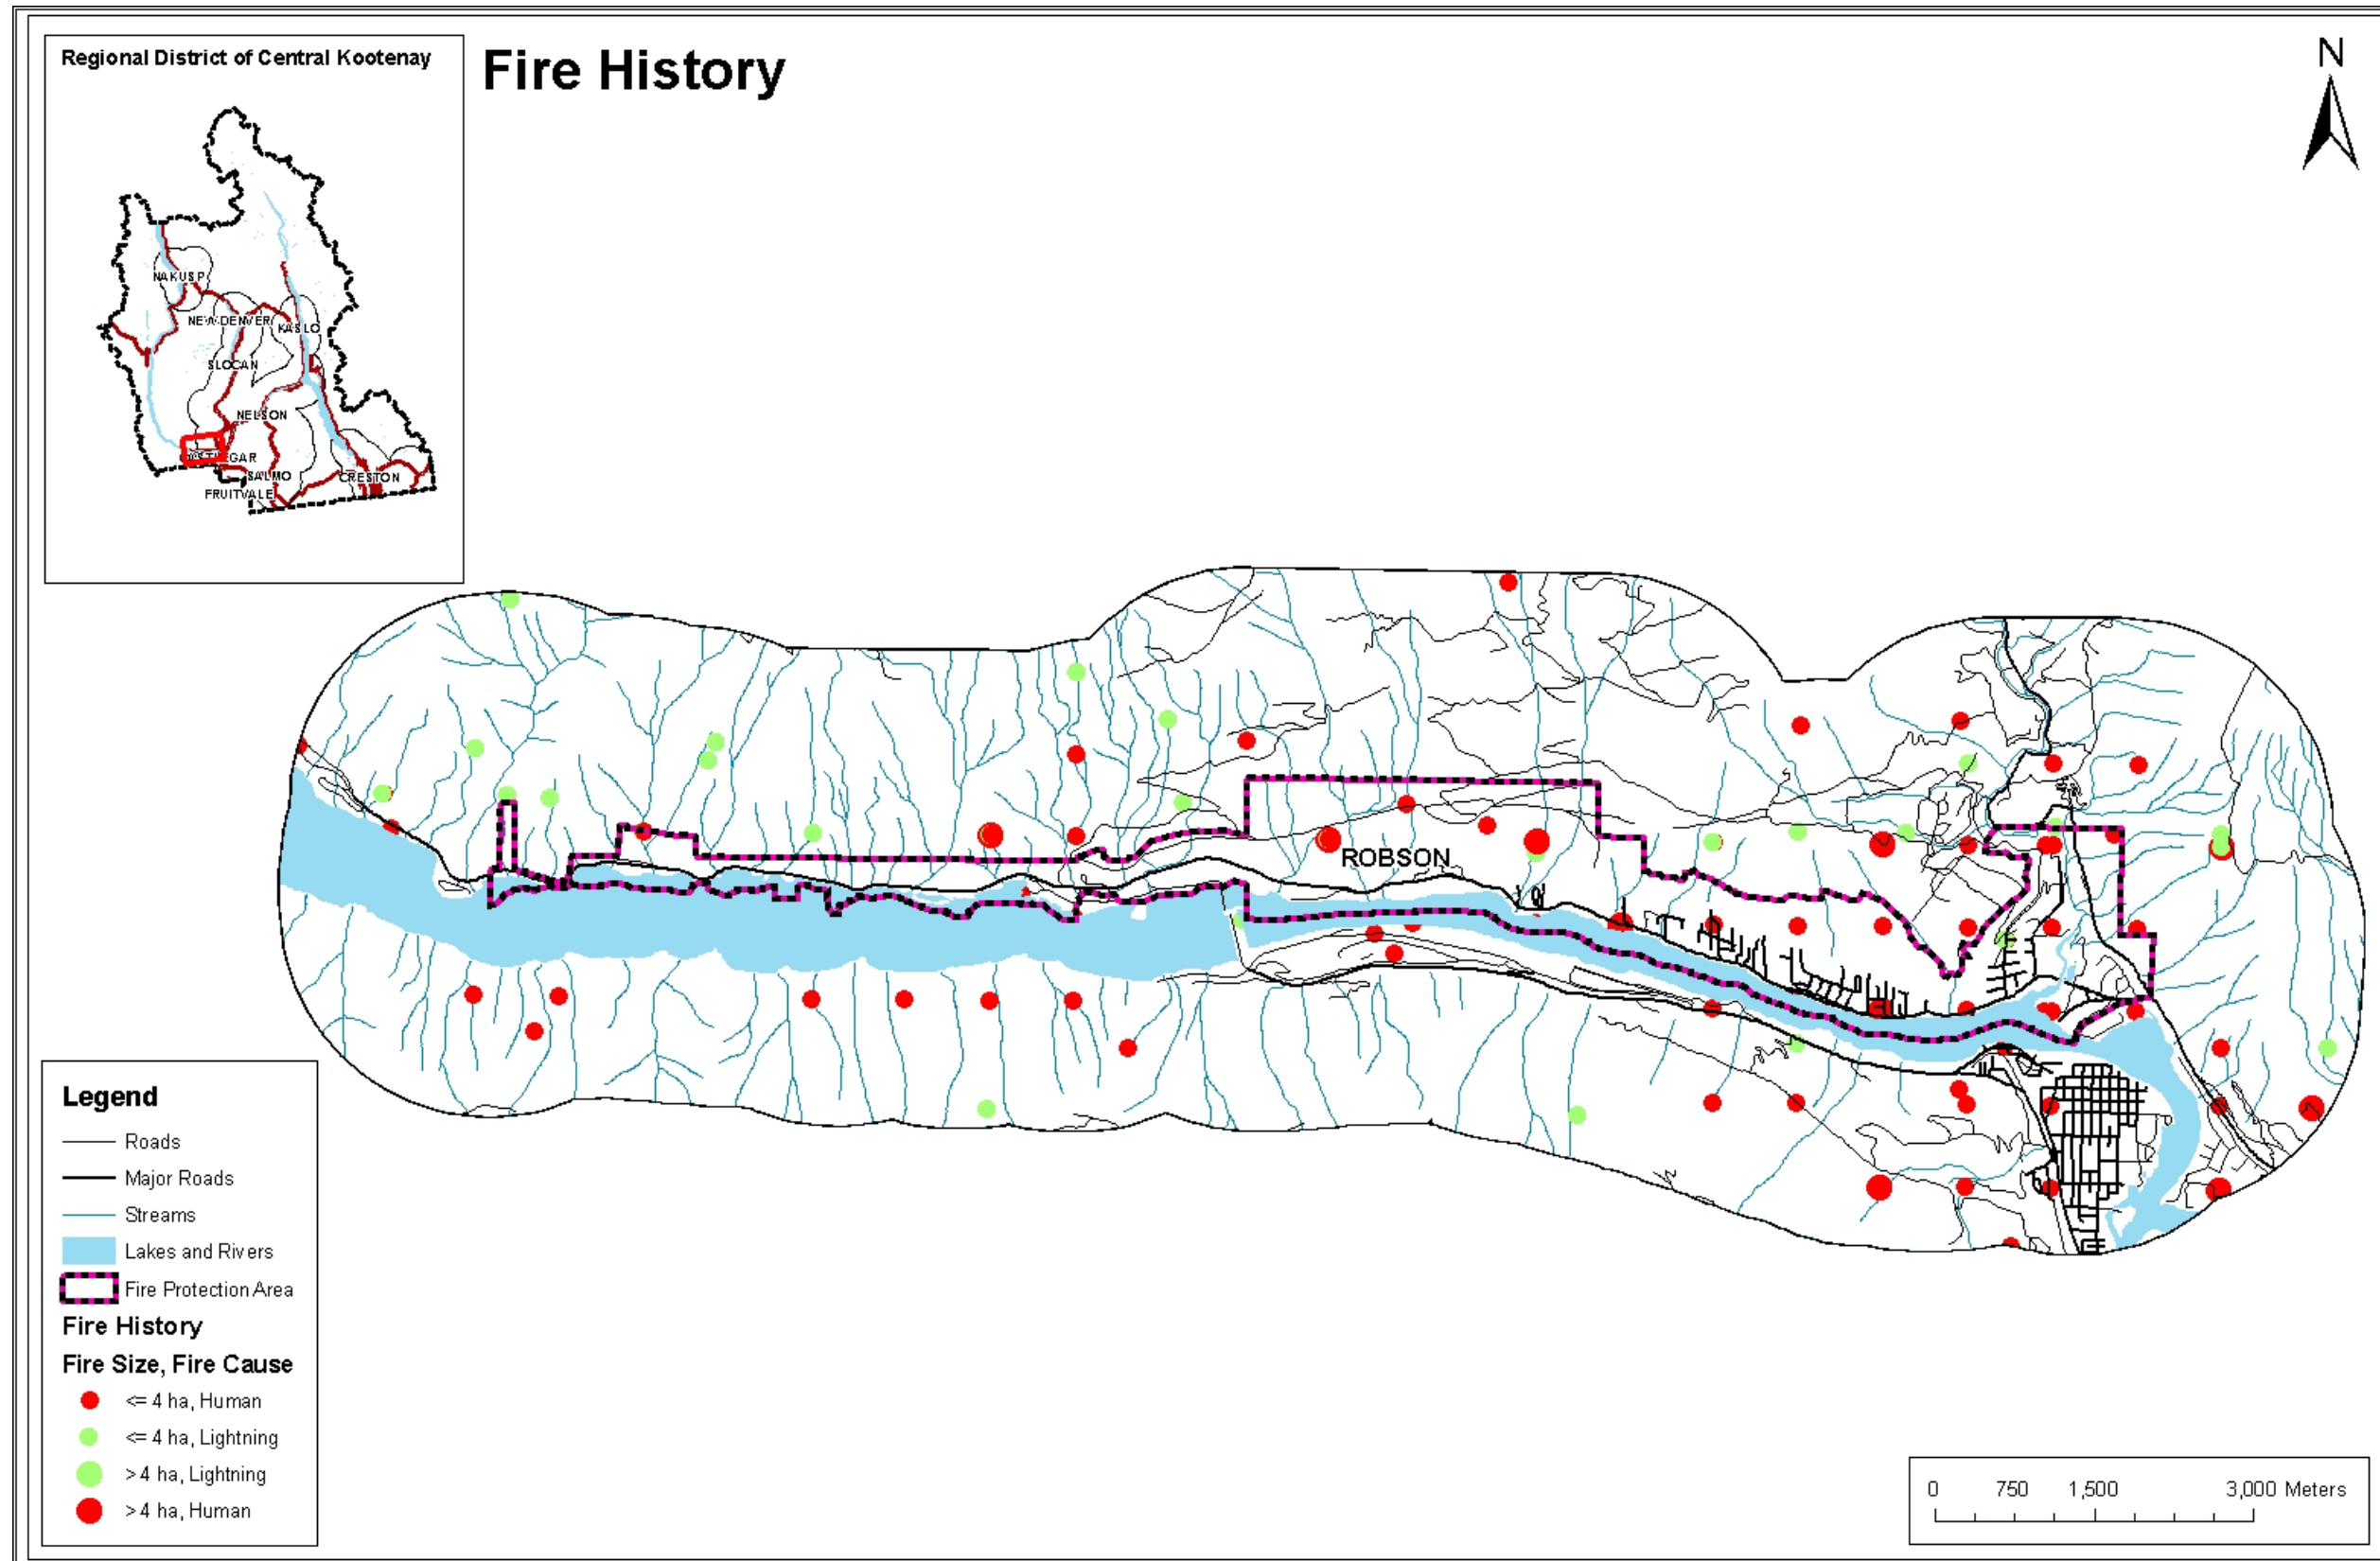 Regional District of Central Kootenay
Fire History
N
NAKUSP
NEW DENVER
KASLO
SLOCAN
NELSON
SALMO
CRESTON
FRUITVALE
ROBSON
Legend
Roads
Major Roads
Streams
Lakes and Rivers
Fire Protection Area
Fire History
Fire Size, Fire Cause
<= 4 ha, Human
<= 4 ha, Lightning
> 4 ha, Lightning
> 4 ha, Human
0 750 1,500 3,000 Meters